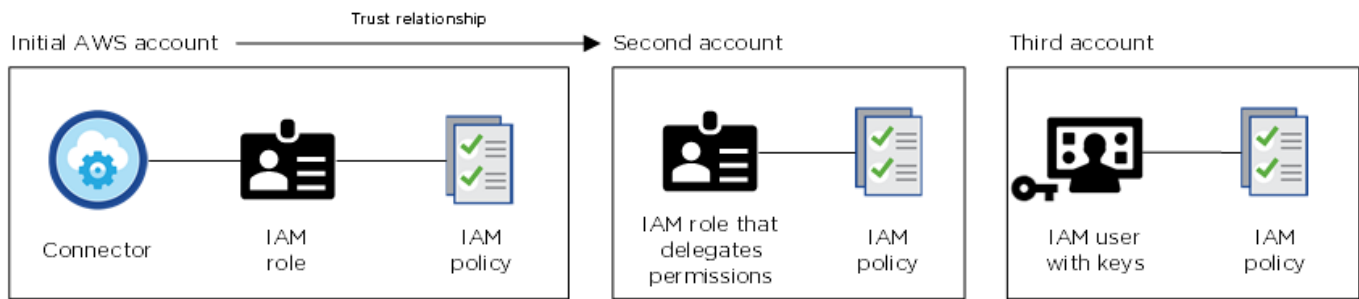 Trust relationship
Initial AWS account
Second account
Third account
Connector
IAM
role
IAM
policy
IAM role that
delegates
permissions
IAM
policy
IAM user
with keys
IAM
policy